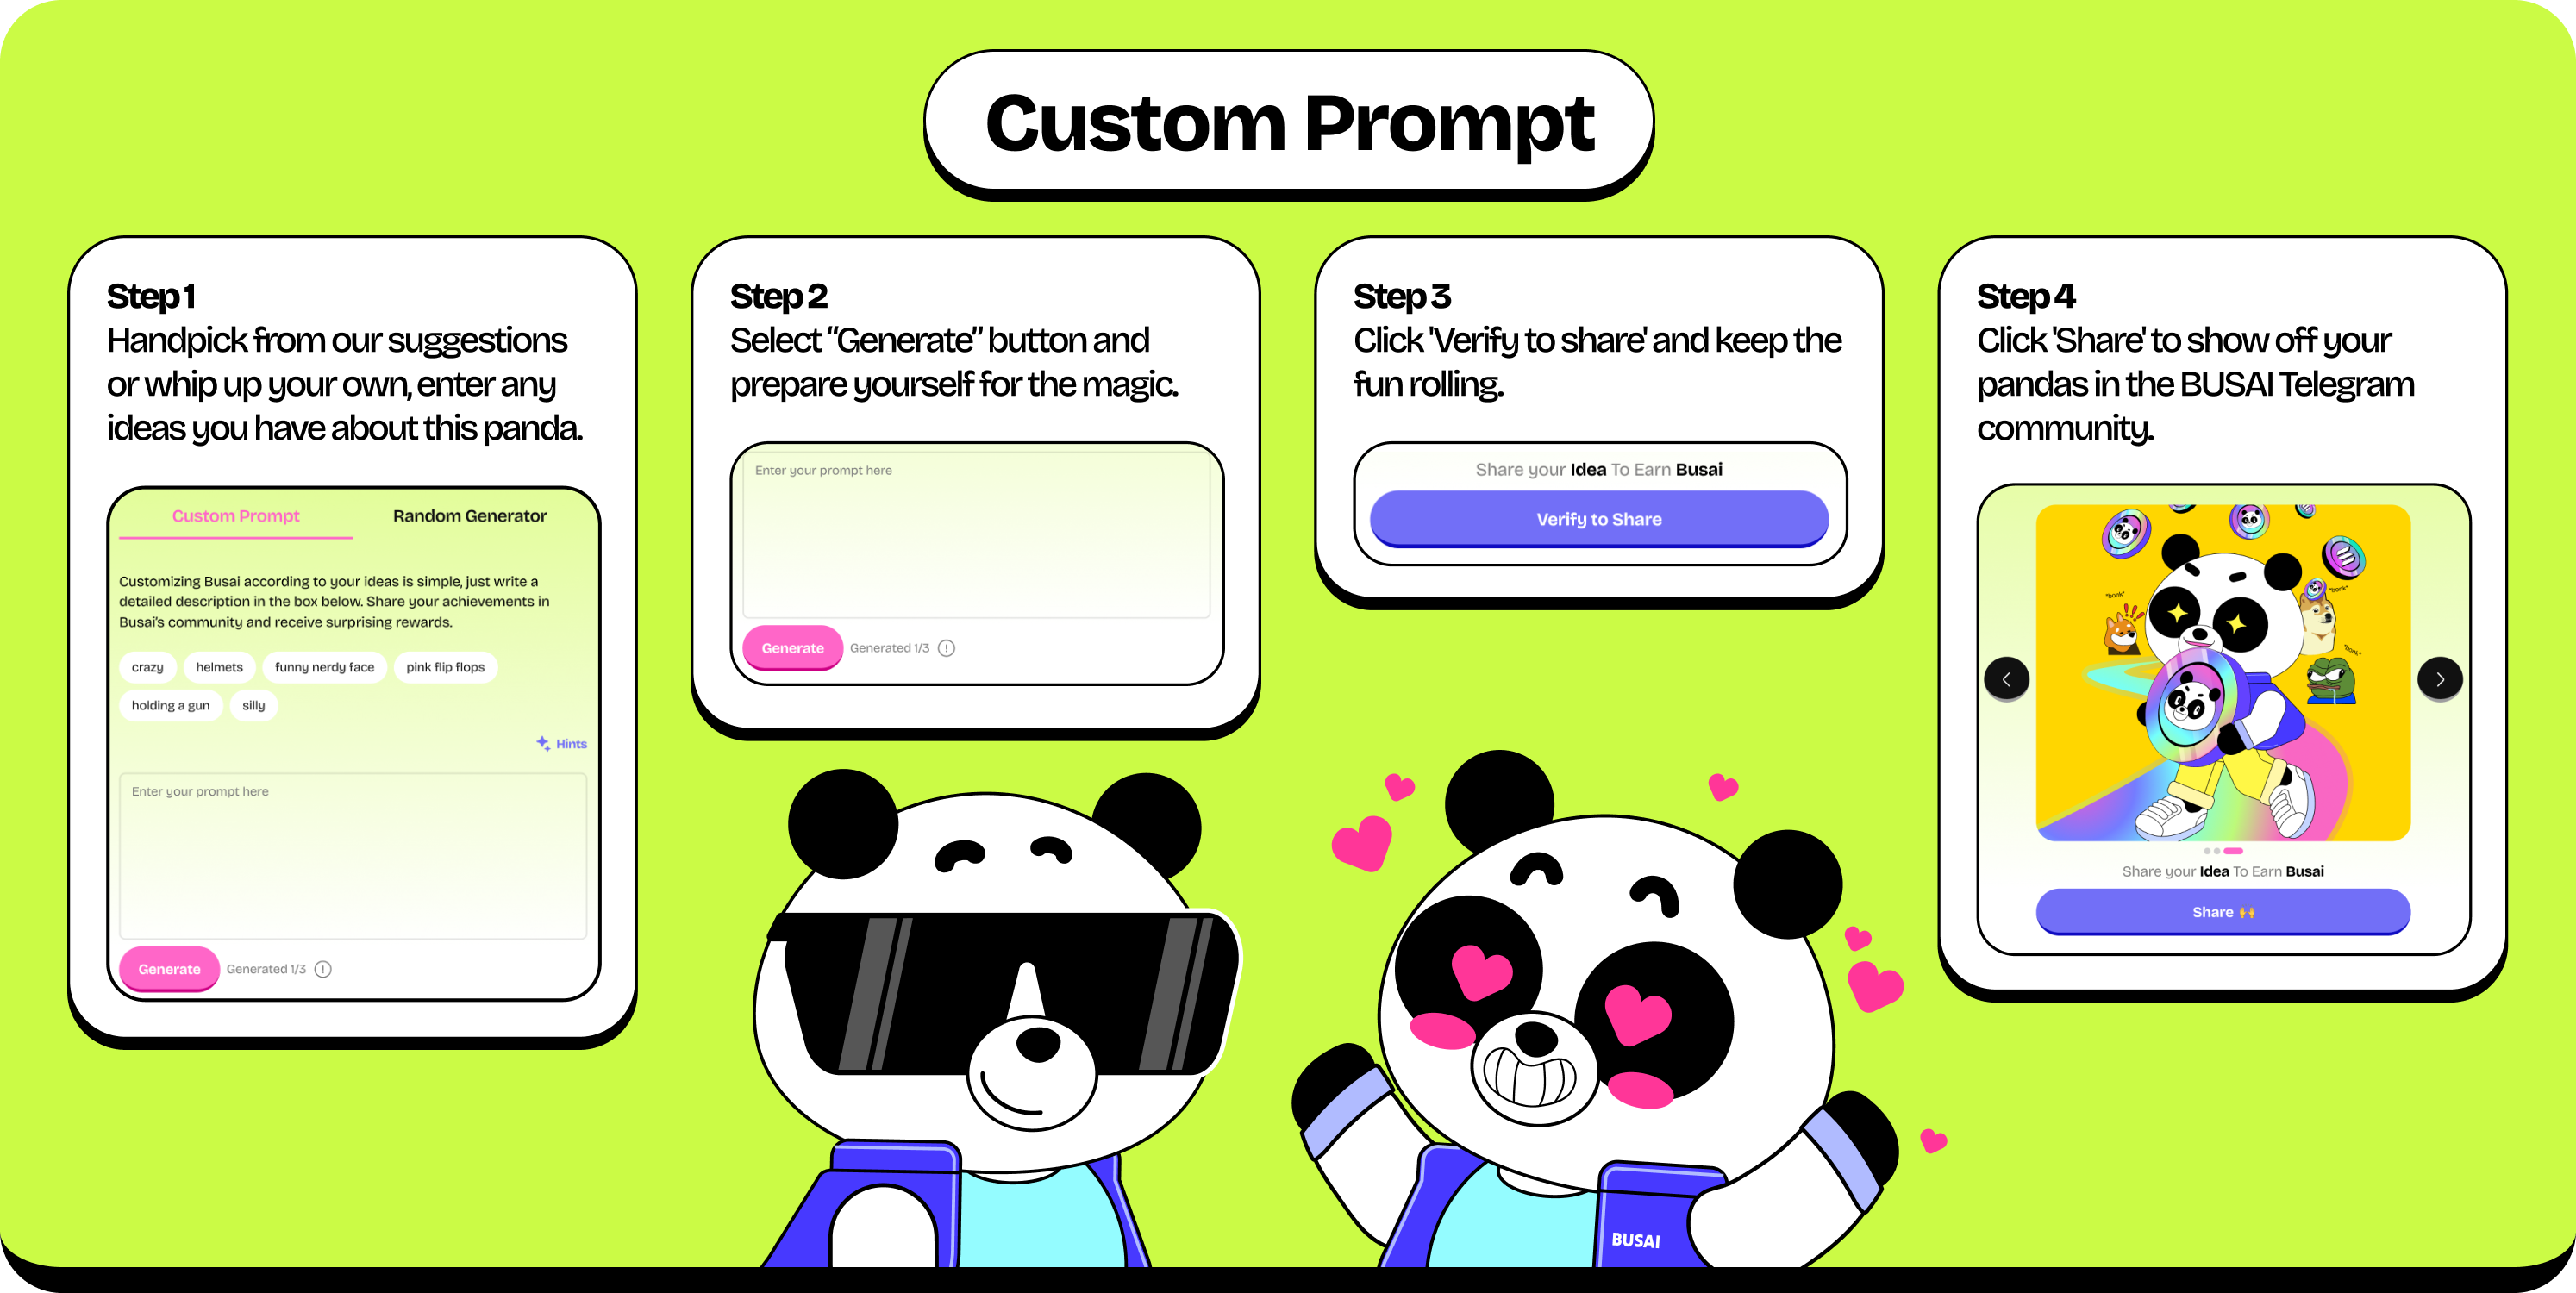 Custom Prompt
Step 1
Handpick from our suggestions
or whip up your own, enter any
ideas you have about this panda.
Custom Prompt
Random Generator
Customizing Busai according to your ideas is simple, just write a
detailed description in the box below. Share your achievements in
Busai's community and receive surprising rewards.
crazy
helmets
funny nerdy face
pink flip flops
holding a gun
silly
Hints
Enter your prompt here
Generate
Generated 1/3
Step 2
Select “Generate” button and
prepare yourself for the magic.
Enter your prompt here
Generate
Generated 1/3
Step 3
Click 'Verify to share' and keep the
fun rolling.
Share your Idea To Earn Busai
Verify to Share
Step 4
Click 'Share' to show off your
pandas in the BUSAI Telegram
community.
"bonk"
"bonk"
"bonk"
Share your Idea To Earn Busai
Share 🙌
BUSAI